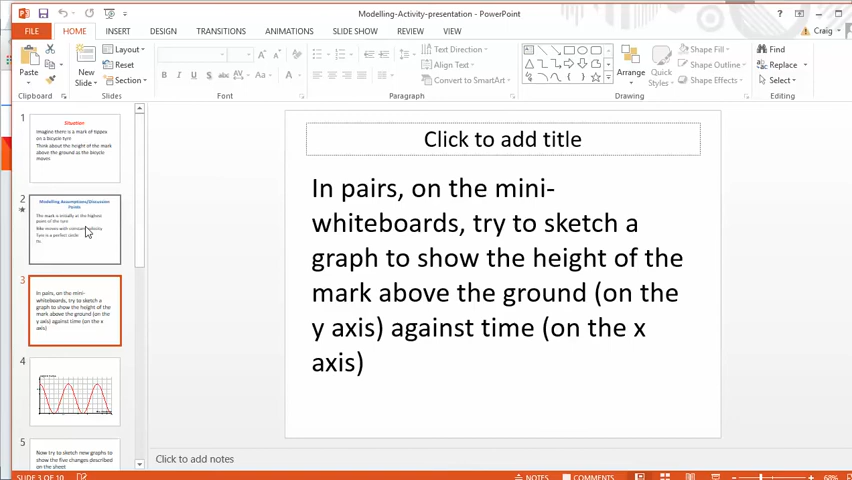 Modelling-Activity-presentation - PowerPoint
FILE HOME INSERT DESIGN TRANSITIONS ANIMATIONS SLIDE SHOW REVIEW VIEW Craig
Paste
New
Slide
Layout
Reset
Section
Text Direction
Align Text
Convert to SmartArt
Arrange
Quick
Styles
Shape Fill
Shape Outline
Shape Effects
Find
Replace
Select
Clipboard Slides Font Paragraph Drawing Editing
1
Situation
Imagine there is a mark of tippex
on a bicycle tyre
Think about the height of the mark
above the ground as the bicycle
moves
2
Modelling Assumptions/Discussion
Points
The mark is initially at the highest
point of the tyre
Bike moves with constant velocity
Tyre is a perfect circle
3
In pairs, on the mini-
whiteboards, try to sketch a
graph to show the height of the
mark above the ground (on the
y axis) against time (on the x
axis)
4
5
Now try to sketch new graphs to
show the five changes described
on the sheet
Click to add title
In pairs, on the mini-
whiteboards, try to sketch a
graph to show the height of the
mark above the ground (on the
y axis) against time (on the x
axis)
Click to add notes
SLIDE 3 OF 10
NOTES
COMMENTS
68%